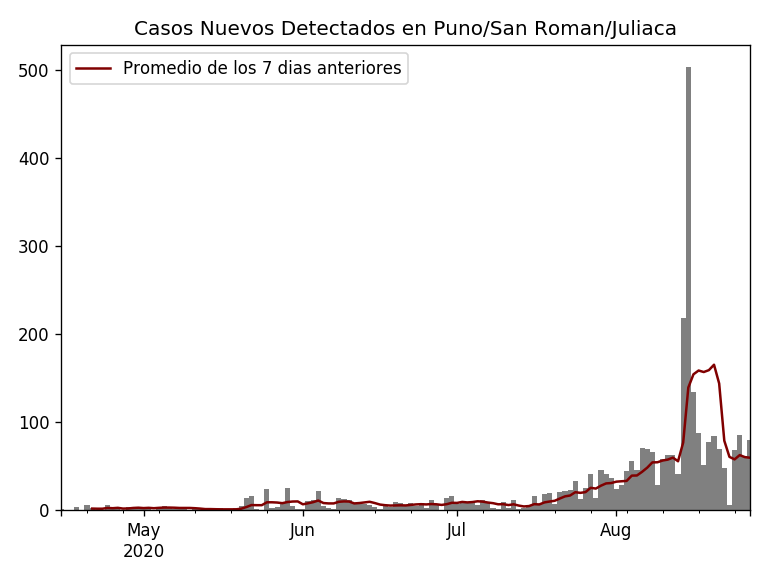 Casos Nuevos Detectados en Puno/San Roman/Juliaca
Promedio de los 7 dias anteriores
500
400
300
200
100
0
May Jun Jul Aug
2020